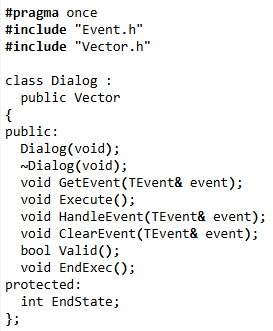 #pragma once
#include "Event.h"
#include "Vector.h"
class Dialog :
public Vector
{
public:
Dialog(void);
~Dialog(void);
void GetEvent(TEvent& event);
void Execute();
void HandleEvent(TEvent& event);
void ClearEvent(TEvent& event);
bool Valid();
void EndExec();
protected:
int EndState;
};